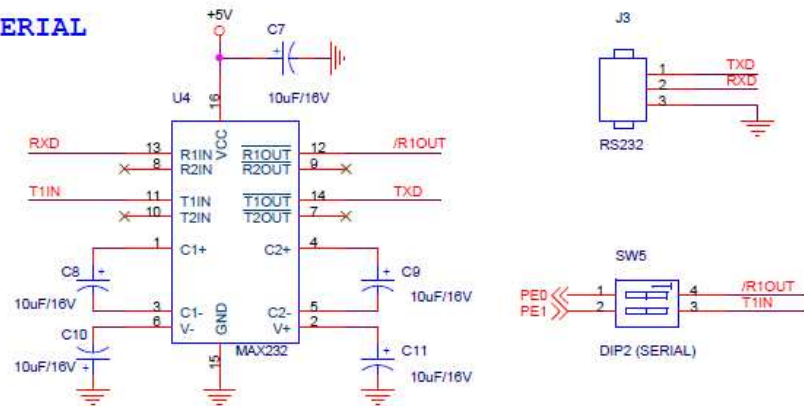 ERIAL
+5V
C7
10uF/16V
U4
16
VCC
RXD
13
R1IN
R1OUT
12
/R1OUT
8
R2IN
R2OUT
9
T1IN
11
T1IN
T1OUT
14
TXD
10
T2IN
T2OUT
7
1
C1+
C2+
4
C8
10uF/16V
C9
10uF/16V
3
C1-
C2-
5
6
V-
V+
2
GND
15
MAX232
C10
10uF/16V
C11
10uF/16V
J3
1
TXD
2
RXD
3
RS232
SW5
PE0
1
4
/R1OUT
PE1
2
3
T1IN
DIP2 (SERIAL)